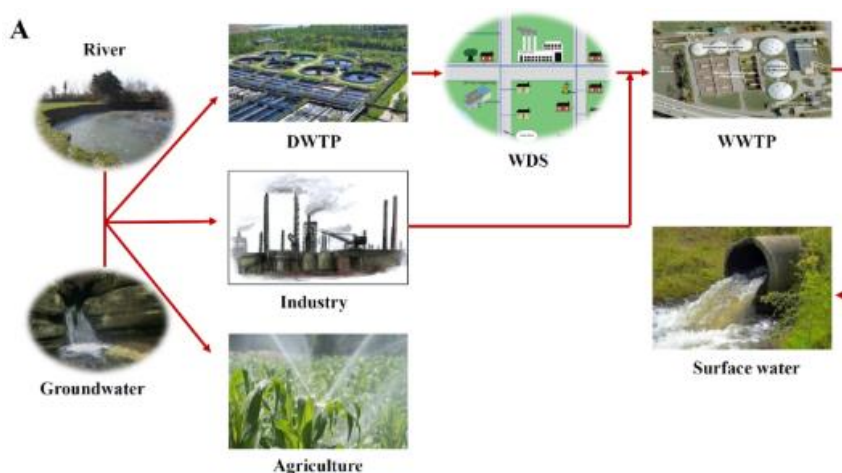 A
River
DWTP
WDS
WWTP
Industry
Groundwater
Surface water
Agriculture